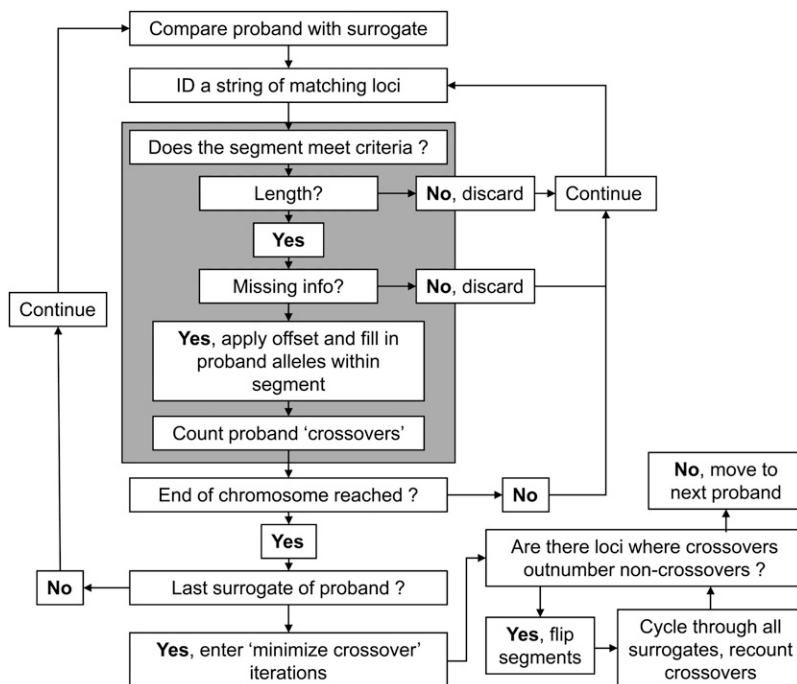 Compare proband with surrogate
ID a string of matching loci
Does the segment meet criteria ?
Length?
No, discard
Continue
Yes
Missing info?
No, discard
Continue
Yes, apply offset and fill in
proband alleles within
segment
Count proband ‘crossovers’
End of chromosome reached ?
No
No, move to
next proband
Yes
Are there loci where crossovers
outnumber non-crossovers ?
No
Last surrogate of proband ?
Yes, enter ‘minimize crossover’
iterations
Yes, flip
segments
Cycle through all
surrogates, recount
crossovers